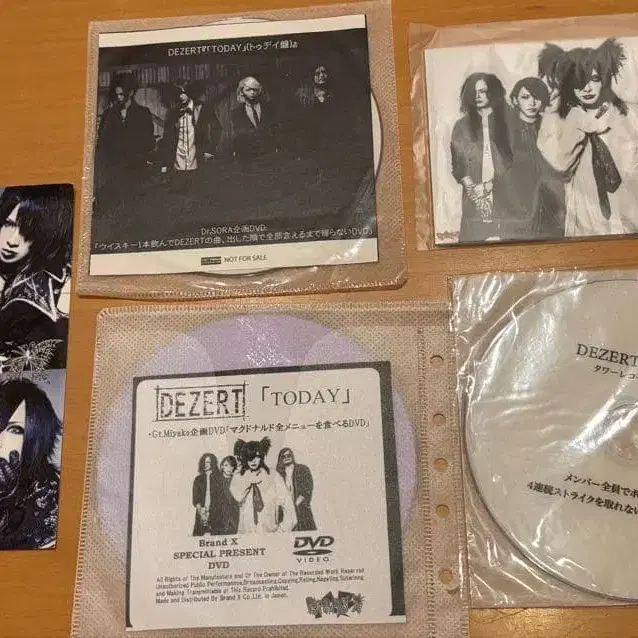 DEZERT『「TODAY」(トゥデイ盤)』
Dr.SORA企画DVD
「ウイスキー1本飲んでDEZERTの曲、出した順で全部言えるまで帰らないDVD」
NOT FOR SALE
DEZERT 「TODAY」
・Gt.Miyako企画DVD「マクドナルド全メニューを食べるDVD」
Brand X
SPECIAL PRESENT
DVD
DVD
VIDEO
All Rights of The Manufacture and Of The Owner of The Recorded Work Reserved
Unauthorized Public Performance,Broadcasting,Copying,
and Making Transmittable of This Record Prohibited.
Made and Distributed By Brand X Co.Ltd. in Japan.
DEZERT
タワーレコ
メンバー全員でボ
4連続ストライクを取れない